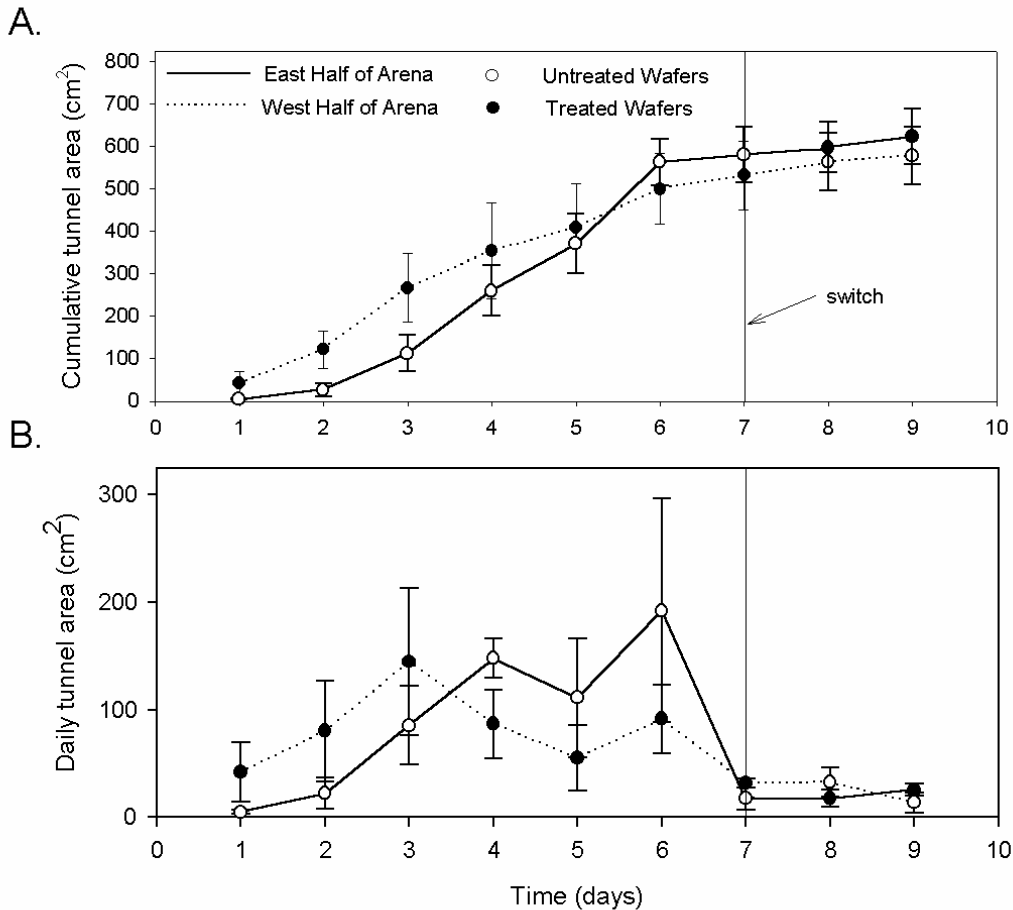 A.
800
700
600
500
400
300
200
100
0
Cumulative tunnel area (cm²)
East Half of Arena
Untreated Wafers
West Half of Arena
Treated Wafers
switch
0 1 2 3 4 5 6 7 8 9 10
B.
300
200
100
0
Daily tunnel area (cm²)
0 1 2 3 4 5 6 7 8 9 10
Time (days)